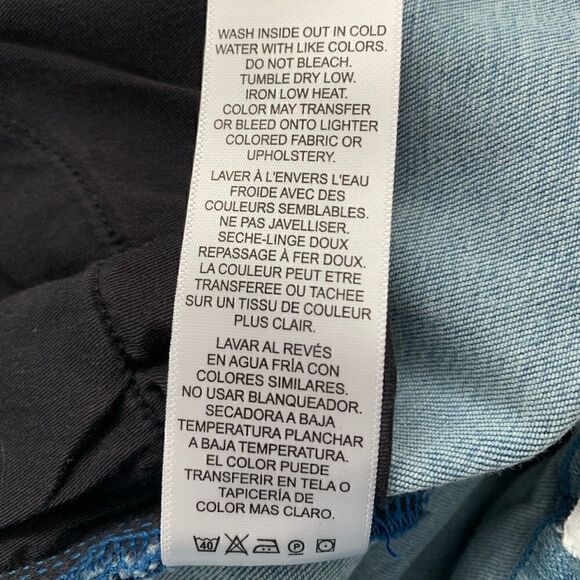 WASH INSIDE OUT IN COLD
WATER WITH LIKE COLORS.
DO NOT BLEACH.
TUMBLE DRY LOW.
IRON LOW HEAT.
COLOR MAY TRANSFER
OR BLEED ONTO LIGHTER
COLORED FABRIC OR
UPHOLSTERY.
LAVER À L'ENVERS L'EAU
FROIDE AVEC DES
COULEURS SEMBLABLES.
NE PAS JAVELLISER.
SECHE-LINGE DOUX
REPASSAGE À FER DOUX.
LA COULEUR PEUT ETRE
TRANSFEREE OU TACHEE
SUR UN TISSU DE COULEUR
PLUS CLAIR.
LAVAR AL REVÉS
EN AGUA FRÍA CON
COLORES SIMILARES.
NO USAR BLANQUEADOR.
SECADORA A BAJA
TEMPERATURA PLANCHAR
A BAJA TEMPERATURA.
EL COLOR PUEDE
TRANSFERIR EN TELA O
TAPICERÍA DE
COLOR MAS CLARO.
40 P